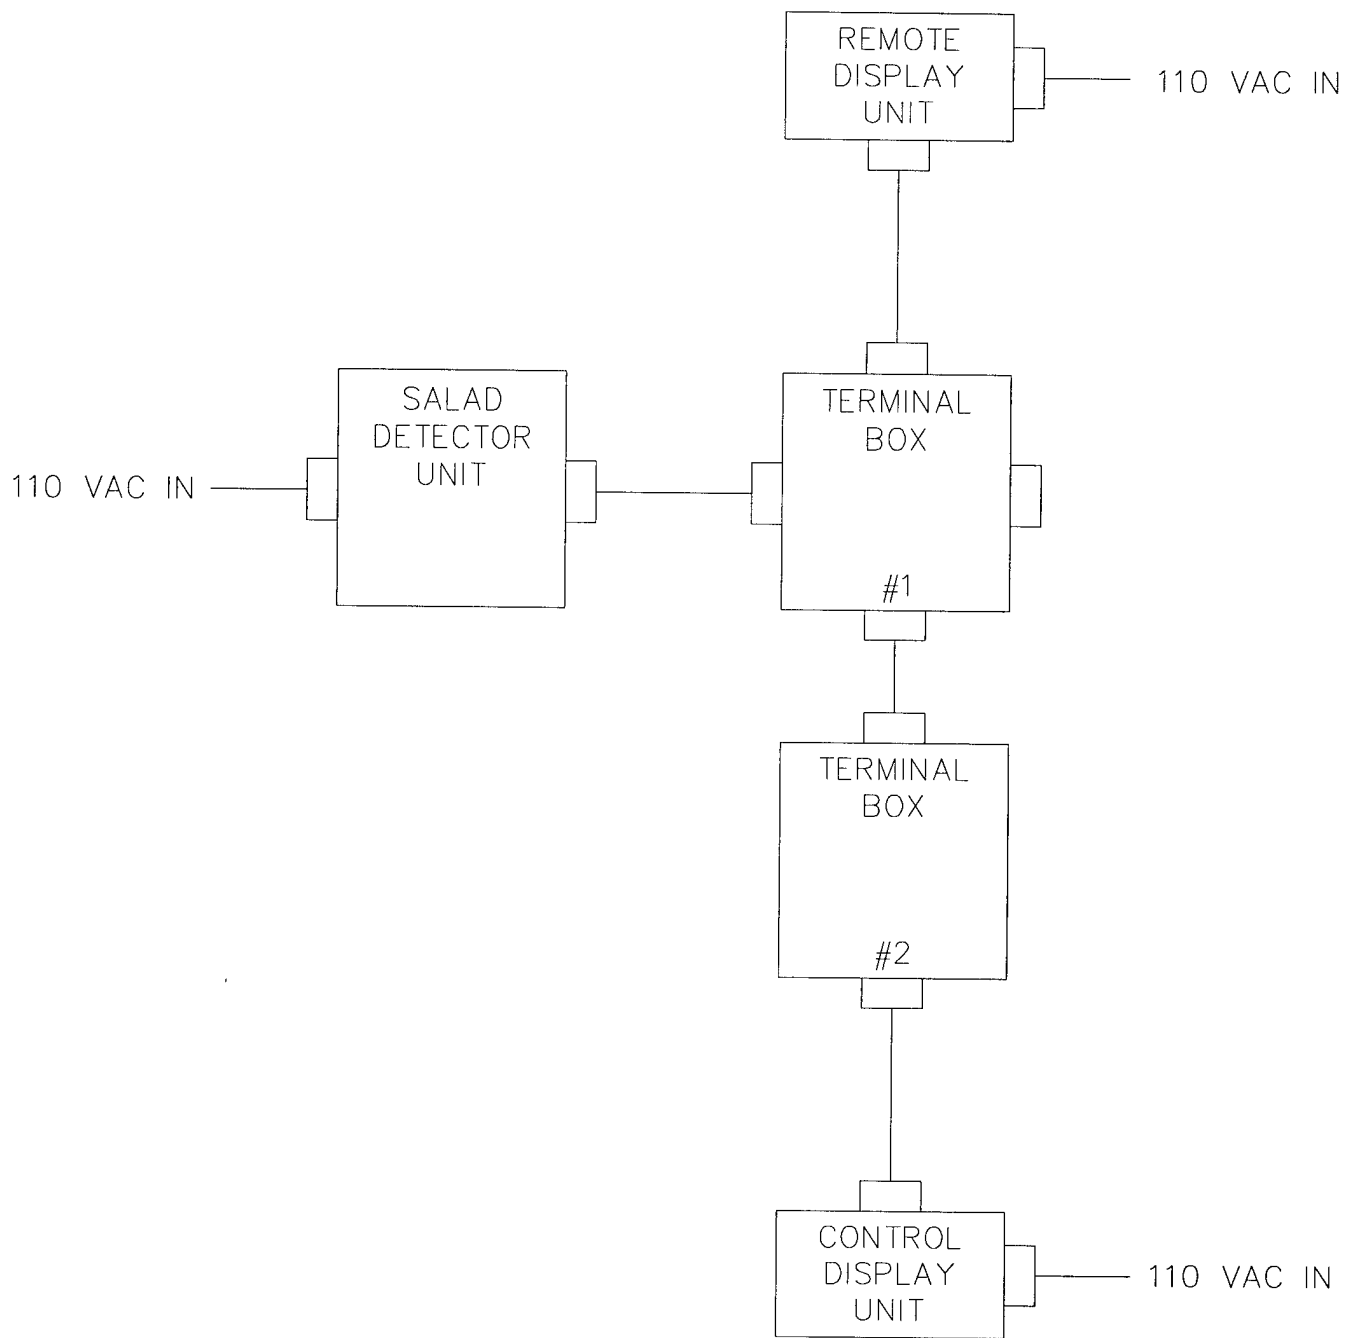 REMOTE
DISPLAY
UNIT
110 VAC IN
SALAD
DETECTOR
UNIT
110 VAC IN
TERMINAL
BOX
#1
TERMINAL
BOX
#2
CONTROL
DISPLAY
UNIT
110 VAC IN